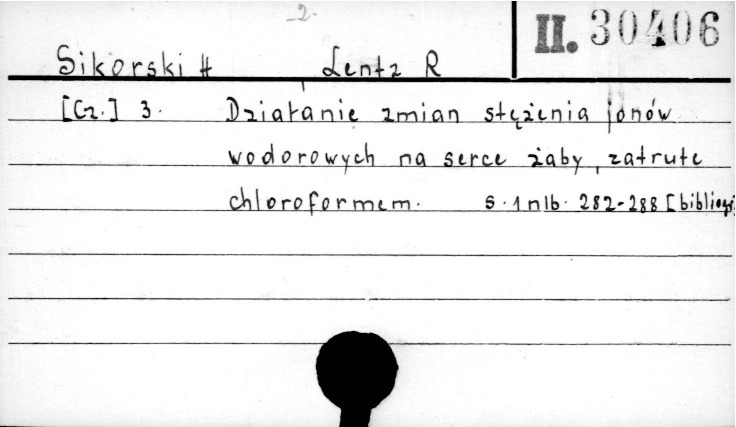 -2-
II. 30406
Sikorski H Lentz R
[Cz.] 3. Działanie zmian stężenia jonów
wodorowych na serce żaby, zatrute
chloroformem. s. 1 nlb. 282-288 [bibliogr.